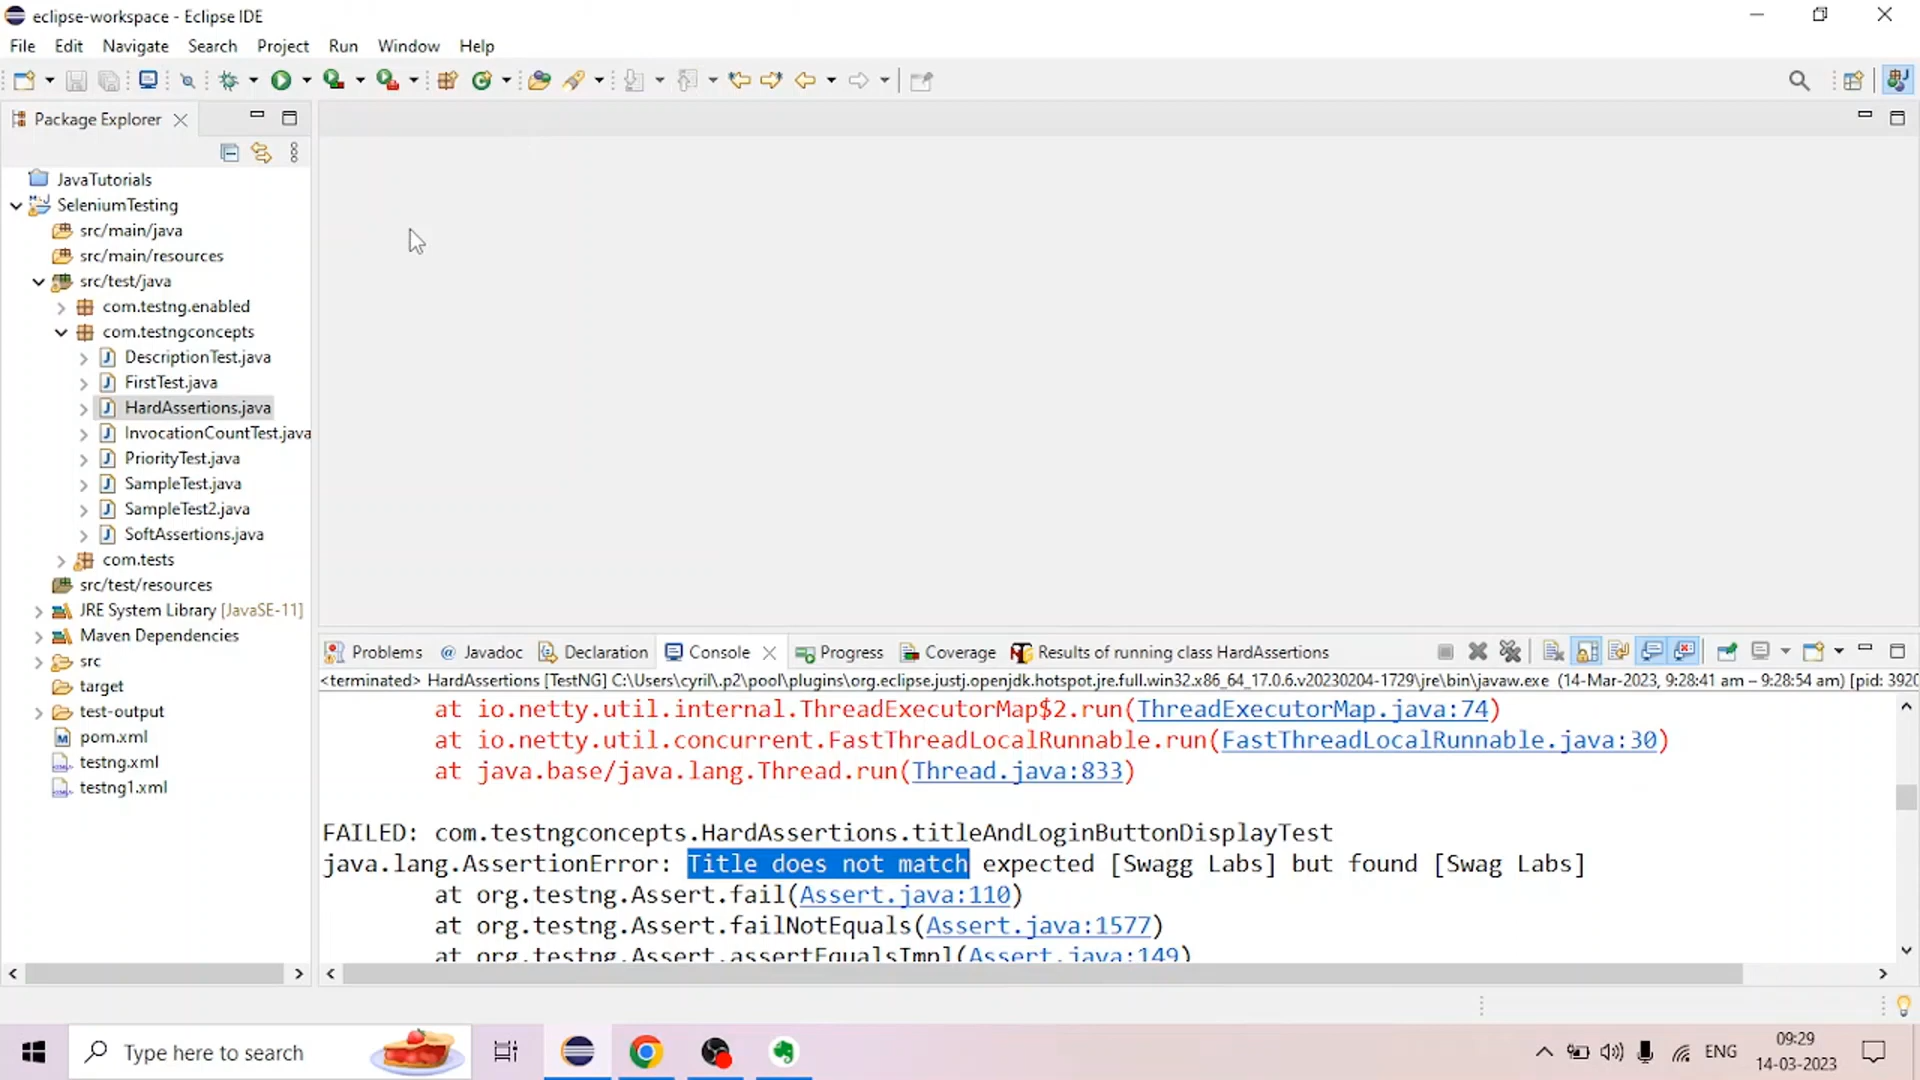 eclipse-workspace - Eclipse IDE
File Edit Navigate Search Project Run Window Help
Package Explorer
JavaTutorials
SeleniumTesting
src/main/java
src/main/resources
src/test/java
com.testng.enabled
com.testngconcepts
DescriptionTest.java
FirstTest.java
HardAssertions.java
InvocationCountTest.java
PriorityTest.java
SampleTest.java
SampleTest2.java
SoftAssertions.java
com.tests
src/test/resources
JRE System Library [JavaSE-11]
Maven Dependencies
src
target
test-output
pom.xml
testng.xml
testng1.xml
Problems Javadoc Declaration Console Progress Coverage Results of running class HardAssertions
<terminated> HardAssertions [TestNG] C:\Users\cyril\.p2\pool\plugins\org.eclipse.justj.openjdk.hotspot.jre.full.win32.x86_64_17.0.6.v20230204-1729\jre\bin\javaw.exe (14-Mar-2023, 9:28:41 am – 9:28:54 am) [pid: 3920
at io.netty.util.internal.ThreadExecutorMap$2.run(ThreadExecutorMap.java:74)
at io.netty.util.concurrent.FastThreadLocalRunnable.run(FastThreadLocalRunnable.java:30)
at java.base/java.lang.Thread.run(Thread.java:833)
FAILED: com.testngconcepts.HardAssertions.titleAndLoginButtonDisplayTest
java.lang.AssertionError: Title does not match expected [Swagg Labs] but found [Swag Labs]
at org.testng.Assert.fail(Assert.java:110)
at org.testng.Assert.failNotEquals(Assert.java:1577)
at org.testng.Assert.assertEqualsImpl(Assert.java:149)
Type here to search
ENG
09:29
14-03-2023